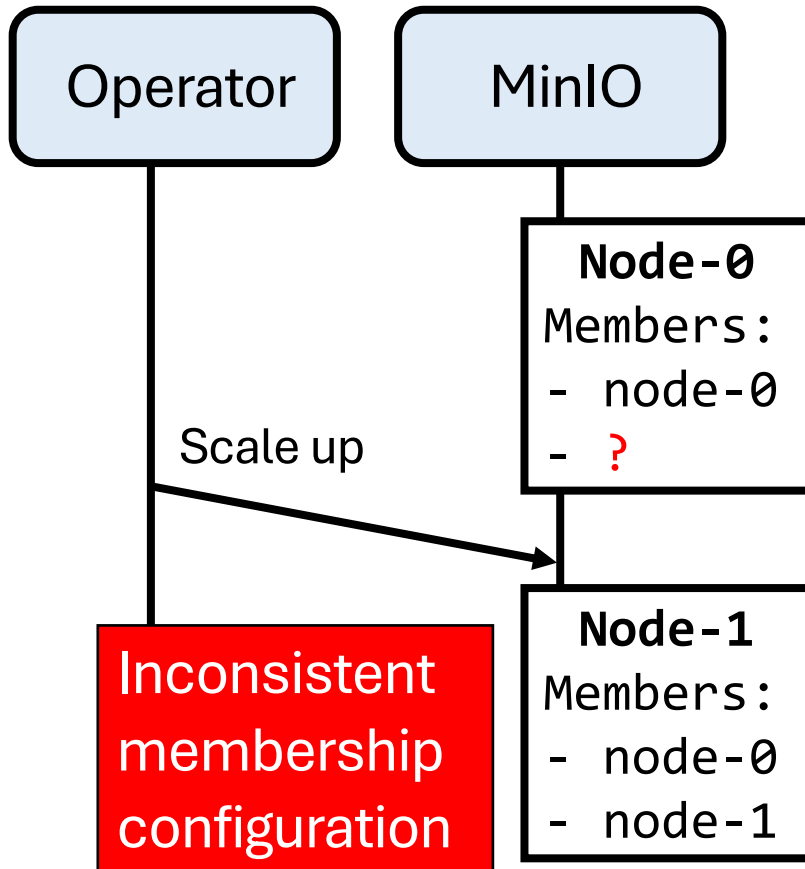 Operator
MinIO
Node-0
Members:
- node-0
- ?
Scale up
Node-1
Members:
- node-0
- node-1
Inconsistent
membership
configuration